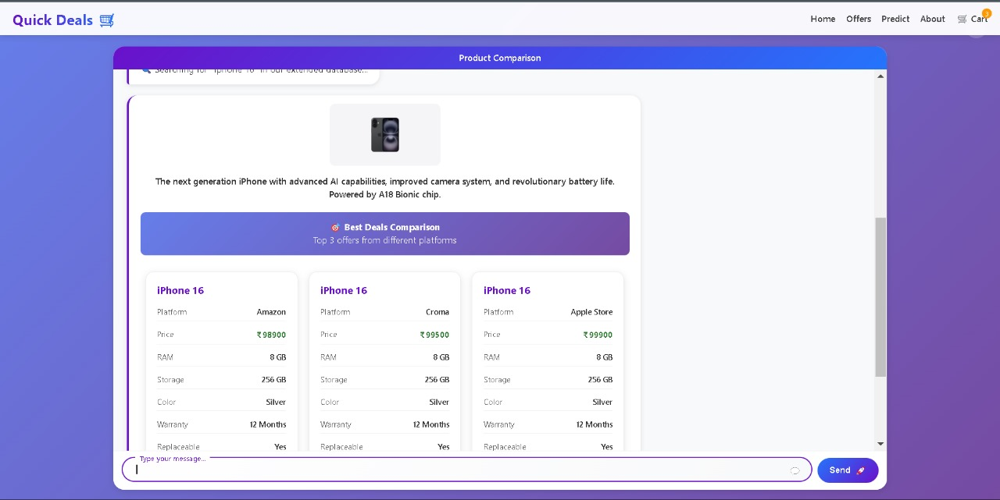 Quick Deals
Home Offers Predict About Cart 3
Product Comparison
Searching for "iphone 16" in our extended database...
The next generation iPhone with advanced AI capabilities, improved camera system, and revolutionary battery life.
Powered by A18 Bionic chip.
Best Deals Comparison
Top 3 offers from different platforms
iPhone 16
Platform Amazon
Price ₹98900
RAM 8 GB
Storage 256 GB
Color Silver
Warranty 12 Months
Replaceable Yes
iPhone 16
Platform Croma
Price ₹99500
RAM 8 GB
Storage 256 GB
Color Silver
Warranty 12 Months
Replaceable Yes
iPhone 16
Platform Apple Store
Price ₹99900
RAM 8 GB
Storage 256 GB
Color Silver
Warranty 12 Months
Replaceable Yes
Type your message...
Send